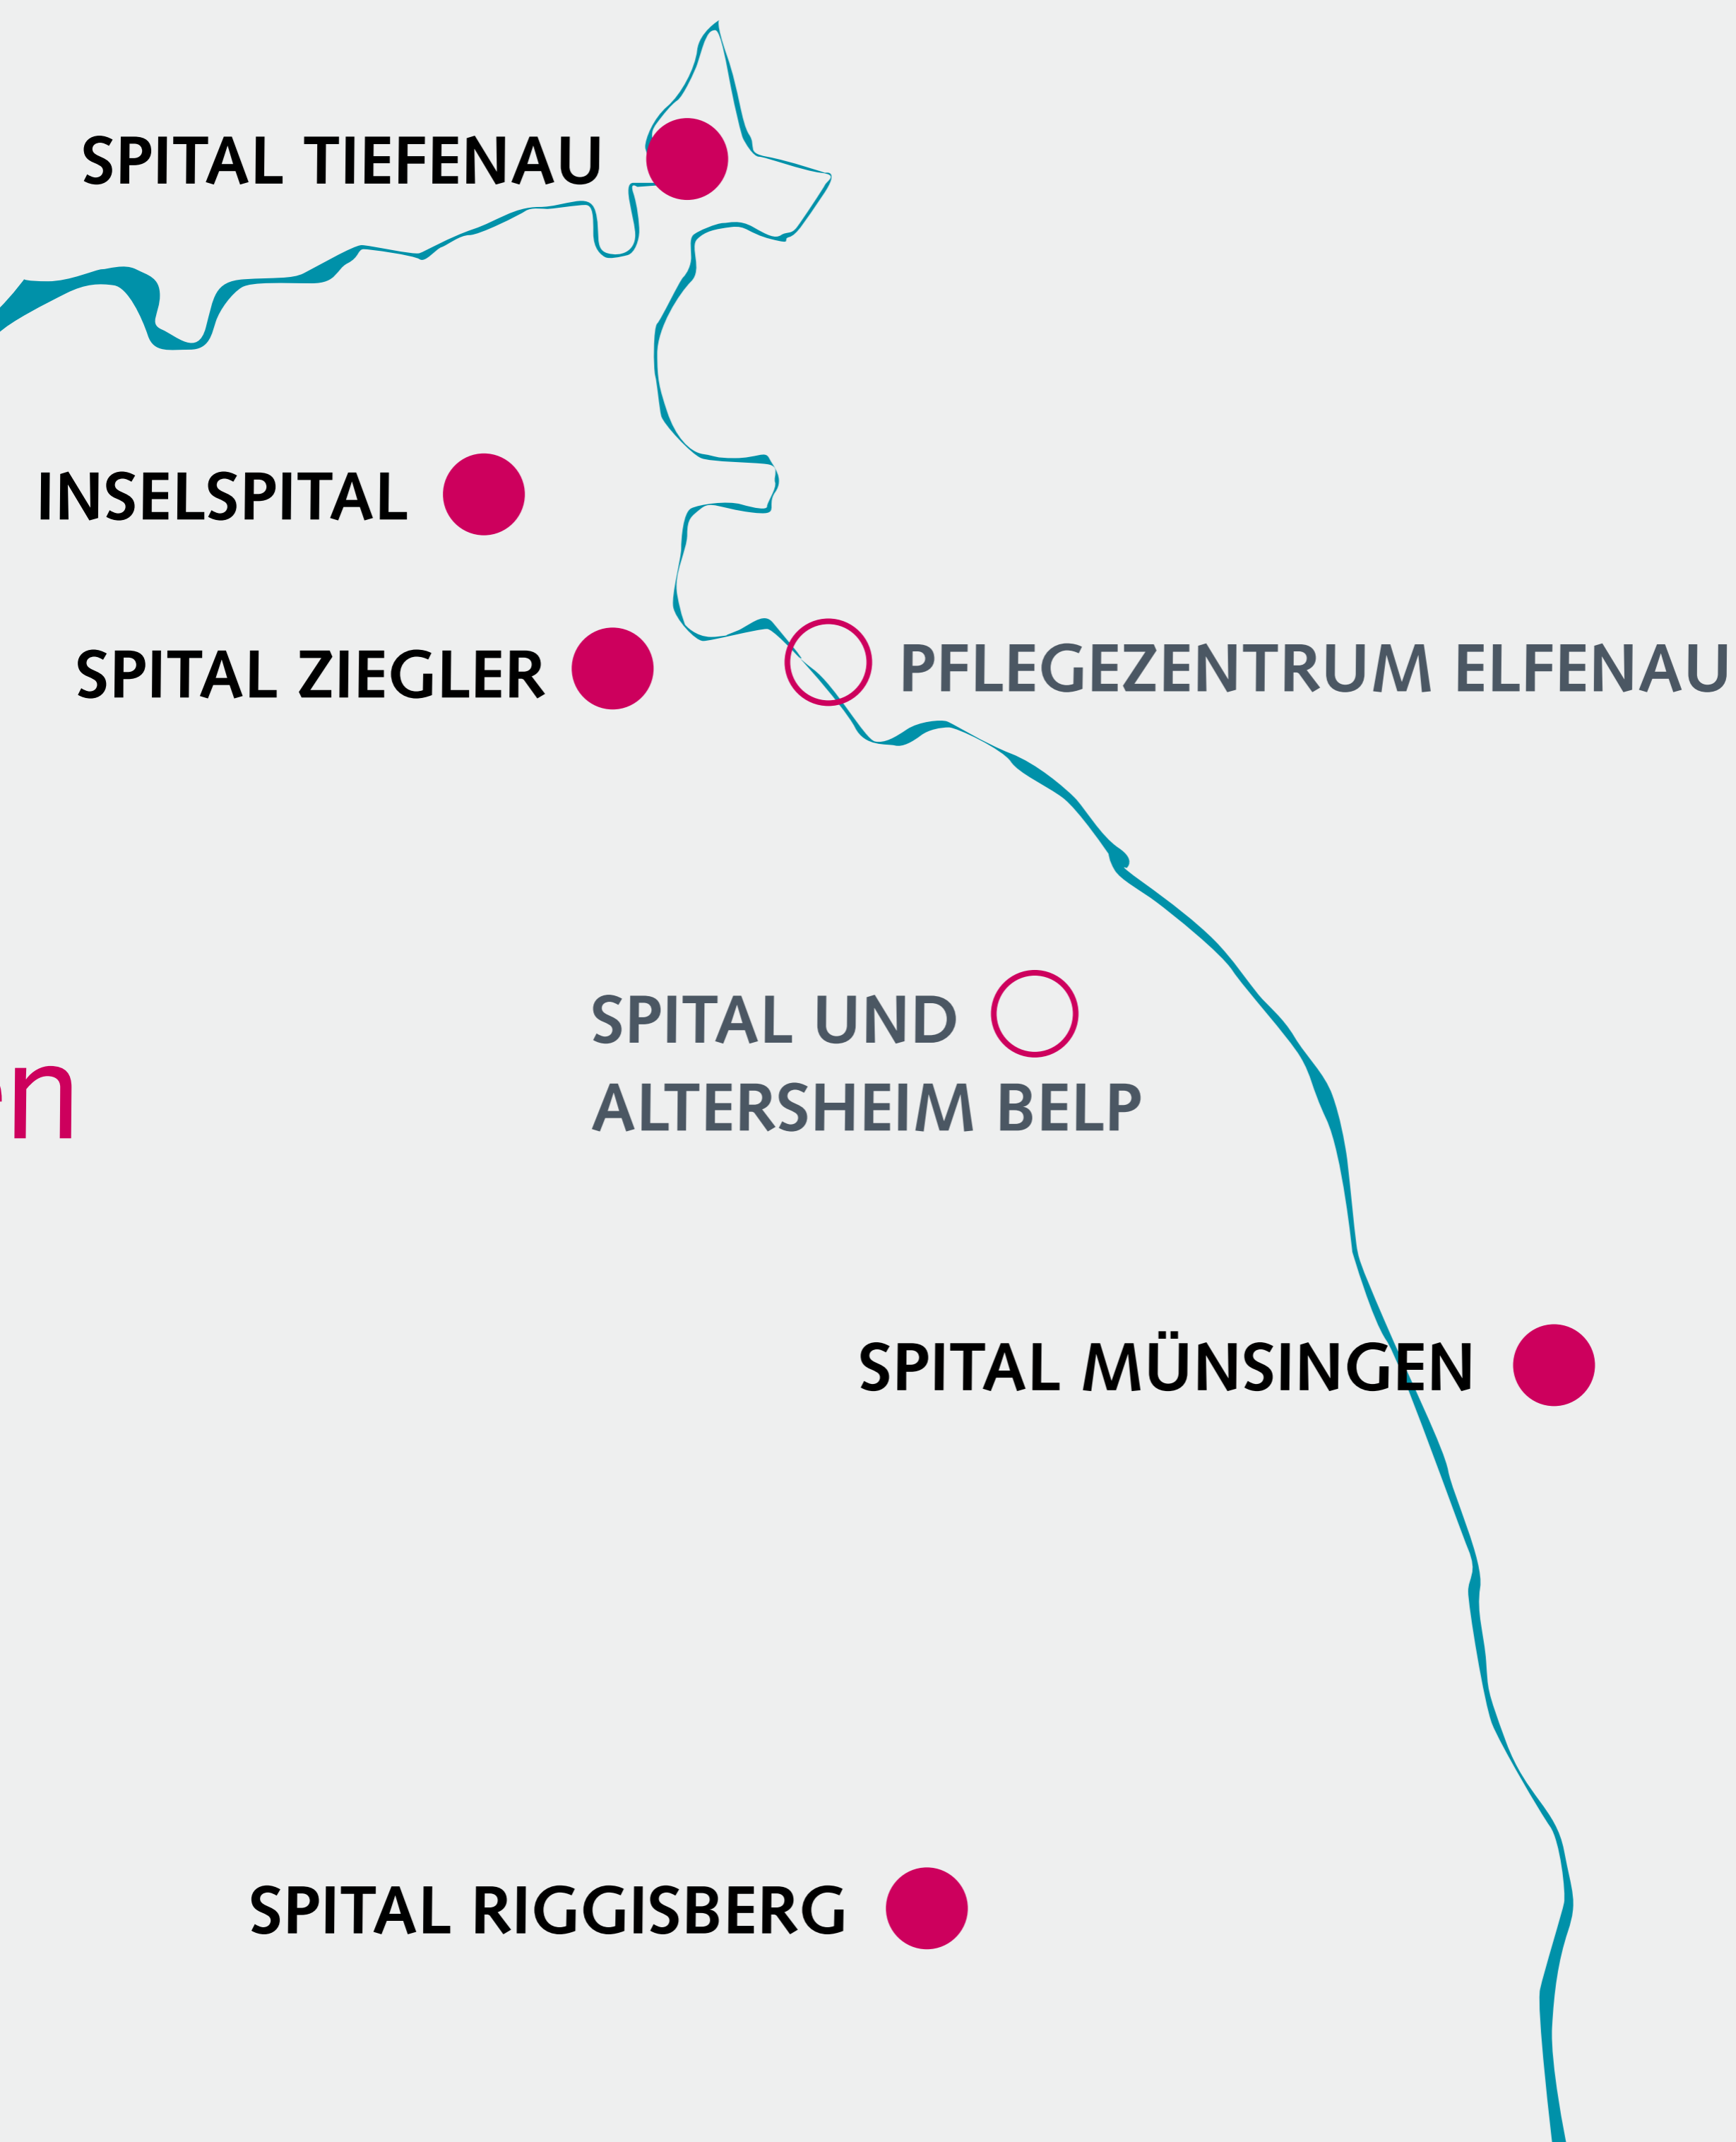 SPITAL TIEFENAU
INSELSPITAL
SPITAL ZIEGLER
PFLEGEZENTRUM ELFENAU
SPITAL UND
ALTERSHEIM BELP
n
SPITAL MÜNSINGEN
SPITAL RIGGISBERG